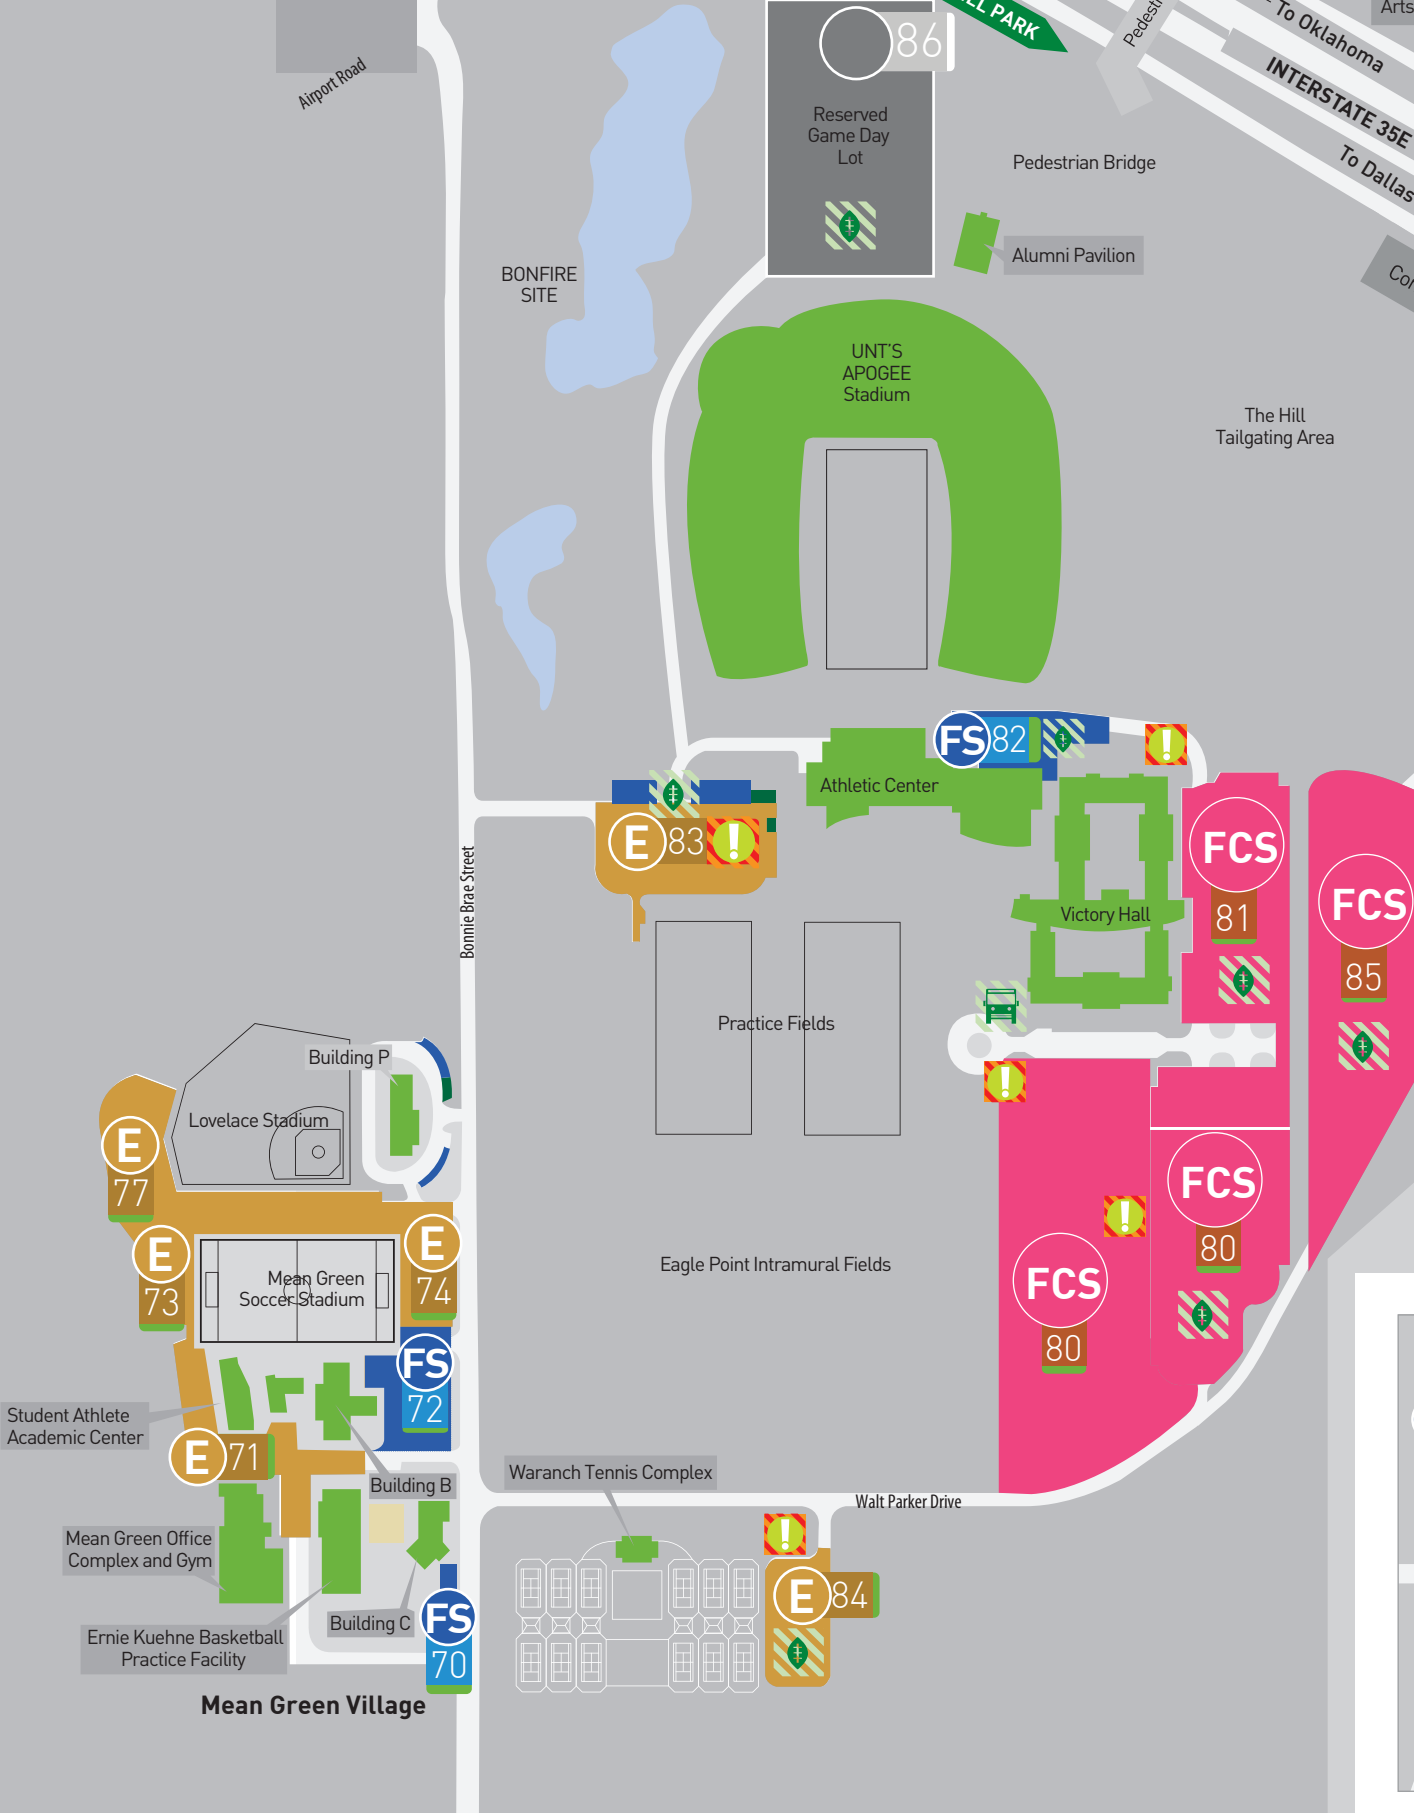 HILL PARK
Pedestri
To Oklahoma
Arts
INTERSTATE 35E
To Dallas
Airport Road
86
Reserved
Game Day
Lot
Pedestrian Bridge
Alumni Pavilion
BONFIRE
SITE
UNT'S
APOGEE
Stadium
The Hill
Tailgating Area
FS 82
!
Athletic Center
E 83 !
FCS
81
FCS
85
Bonnie Brae Street
Victory Hall
Practice Fields
!
Building P
Lovelace Stadium
E
77
E
73
E
74
Mean Green
Soccer Stadium
Eagle Point Intramural Fields
FCS
80
!
FCS
80
FS
72
Student Athlete
Academic Center
E 71
Building B
Waranch Tennis Complex
Walt Parker Drive
Mean Green Office
Complex and Gym
!
E 84
Building C
FS
70
Ernie Kuehne Basketball
Practice Facility
Mean Green Village